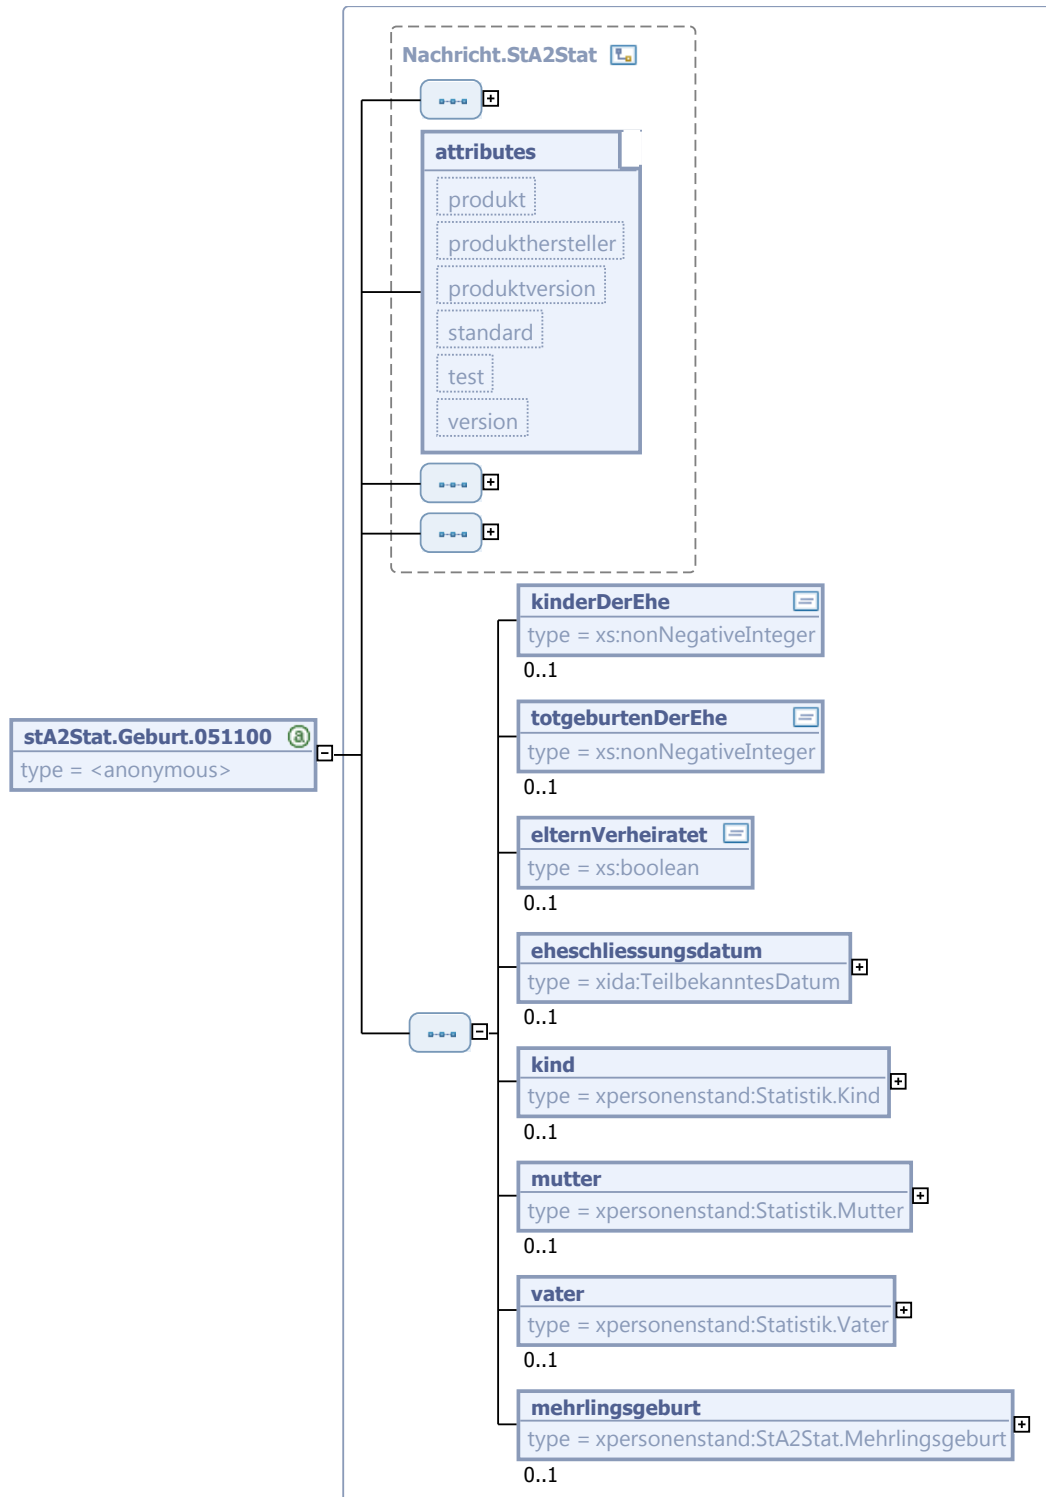 Nachricht.StA2Stat
attributes
produkt
produkthersteller
produktversion
standard
test
version
kinderDerEhe
type = xs:nonNegativeInteger
0..1
stA2Stat.Geburt.051100
type = <anonymous>
totgeburtenDerEhe
type = xs:nonNegativeInteger
0..1
elternVerheiratet
type = xs:boolean
0..1
eheschliessungsdatum
type = xida:TeilbekanntesDatum
0..1
kind
type = xpersonenstand:Statistik.Kind
0..1
mutter
type = xpersonenstand:Statistik.Mutter
0..1
vater
type = xpersonenstand:Statistik.Vater
0..1
mehrlingsgeburt
type = xpersonenstand:StA2Stat.Mehrlingsgeburt
0..1